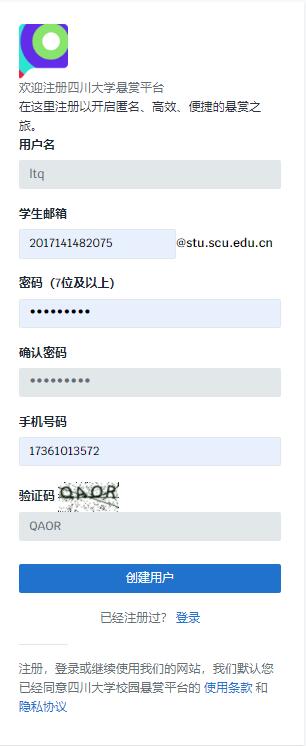 欢迎注册四川大学悬赏平台
在这里注册以开启匿名、高效、便捷的悬赏之
旅。
用户名
ltq
学生邮箱
2017141482075 @stu.scu.edu.cn
密码（7位及以上）
•••••••••
确认密码
•••••••••
手机号码
17361013572
验证码 QAOR
QAOR
创建用户
已经注册过？ 登录
注册，登录或继续使用我们的网站，我们默认您
已经同意四川大学校园悬赏平台的 使用条款 和
隐私协议